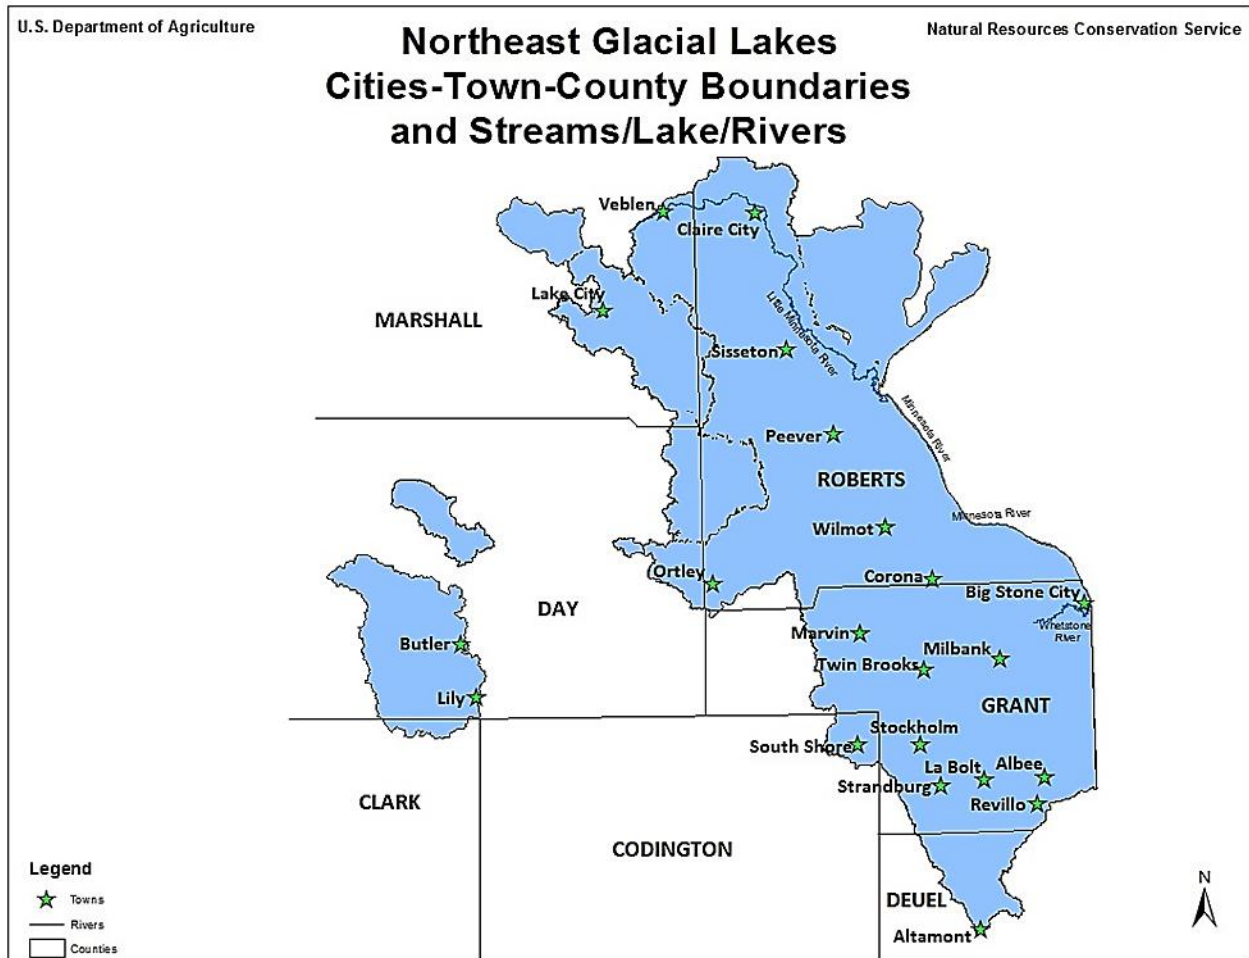 U.S. Department of Agriculture
Natural Resources Conservation Service
Northeast Glacial Lakes
Cities-Town-County Boundaries
and Streams/Lake/Rivers
Veblen
Claire City
Lake City
MARSHALL
Little Minnesota River
Sisseton
Minnesota River
Peever
ROBERTS
Minnesota River
Wilmot
Ortley
Corona
Big Stone City
DAY
Whetstone
River
Marvin
Butler
Milbank
Twin Brooks
Lily
GRANT
Stockholm
South Shore
La Bolt
Albee
Strandburg
Revillo
CLARK
CODINGTON
Legend
Towns
Rivers
Counties
DEUEL
Altamont
N